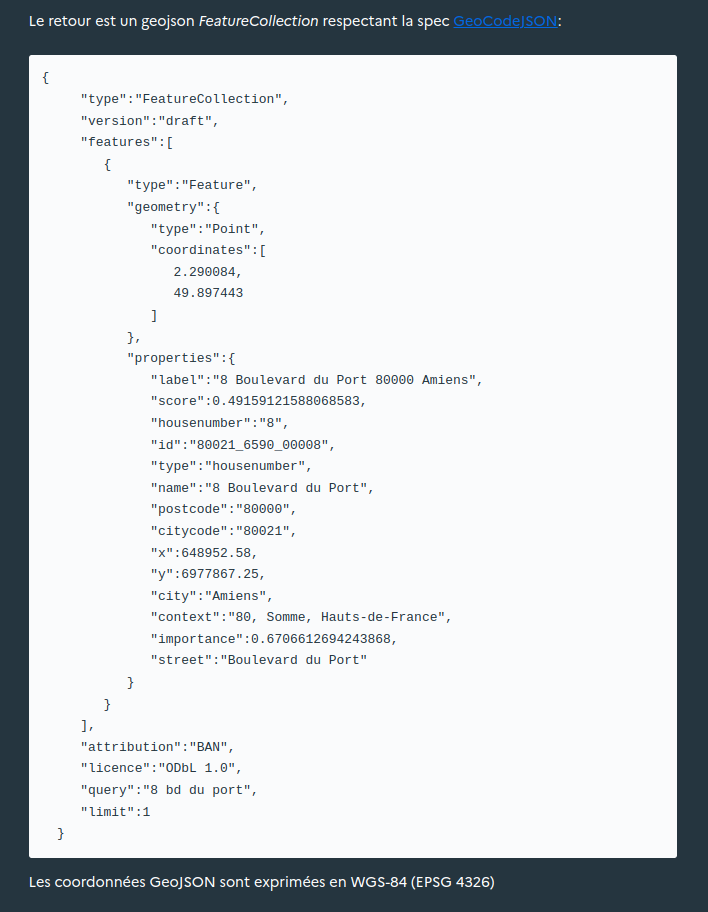 Le retour est un geojson FeatureCollection respectant la spec GeoCodeJSON:
{
"type":"FeatureCollection",
"version":"draft",
"features":[
{
"type":"Feature",
"geometry":{
"type":"Point",
"coordinates":[
2.290084,
49.897443
]
},
"properties":{
"label":"8 Boulevard du Port 80000 Amiens",
"score":0.49159121588068583,
"housenumber":"8",
"id":"80021_6590_00008",
"type":"housenumber",
"name":"8 Boulevard du Port",
"postcode":"80000",
"citycode":"80021",
"x":648952.58,
"y":6977867.25,
"city":"Amiens",
"context":"80, Somme, Hauts-de-France",
"importance":0.6706612694243868,
"street":"Boulevard du Port"
}
}
],
"attribution":"BAN",
"licence":"ODbL 1.0",
"query":"8 bd du port",
"limit":1
}
Les coordonnées GeoJSON sont exprimées en WGS-84 (EPSG 4326)